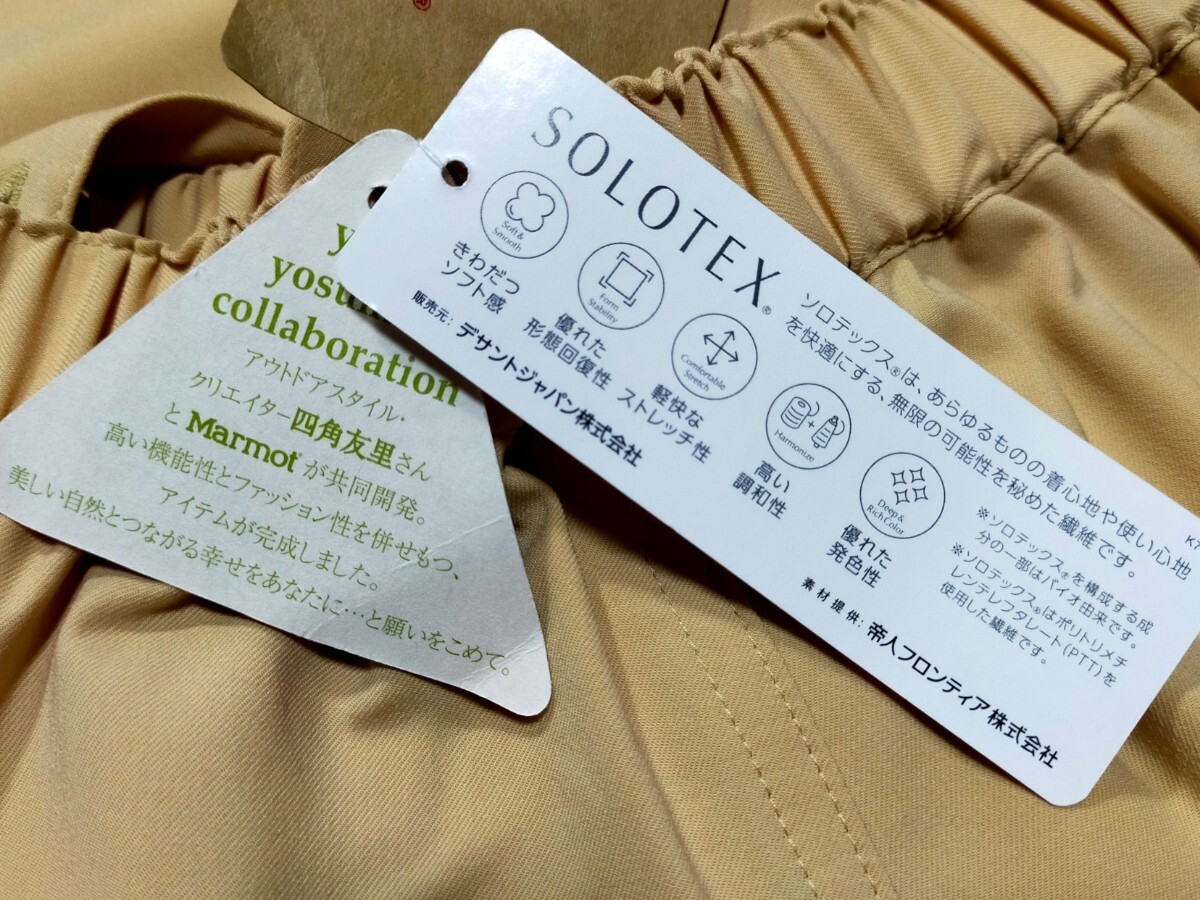 ®
y
yosu
collaboration
アウトドアスタイル・
クリエイター四角友里さん
と Marmot が共同開発。
高い機能性とファッション性を併せもつ、
アイテムが完成しました。
美しい自然とつながる幸せをあなたに…と願いをこめて。
SOLOTEX®
Soft &
Smooth
きわだつ
ソフト感
Form
Stability
優れた
形態回復性
Comfortable
Stretch
軽快な
ストレッチ性
Harmonize
高い
調和性
Deep &
Rich Color
優れた
発色性
販売元：デサントジャパン株式会社
ソロテックス®は、あらゆるものの着心地や使い心地
を快適にする、無限の可能性を秘めた繊維です。
※ソロテックス®を構成する成
分の一部はバイオ由来です。
※ソロテックス®はポリトリメチ
レンテレフタレート(PTT)を
使用した繊維です。
素材提供：帝人フロンティア株式会社